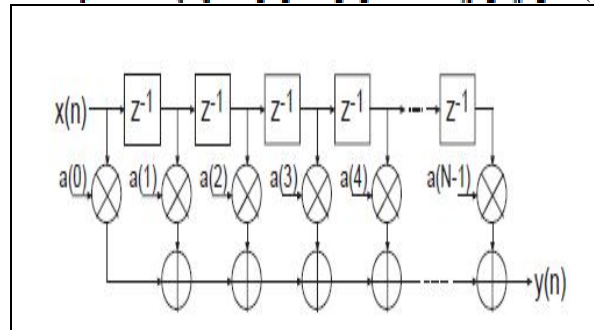 x(n) z-1 z-1 z-1 z-1 z-1
a(0) a(1) a(2) a(3) a(4) a(N-1)
y(n)